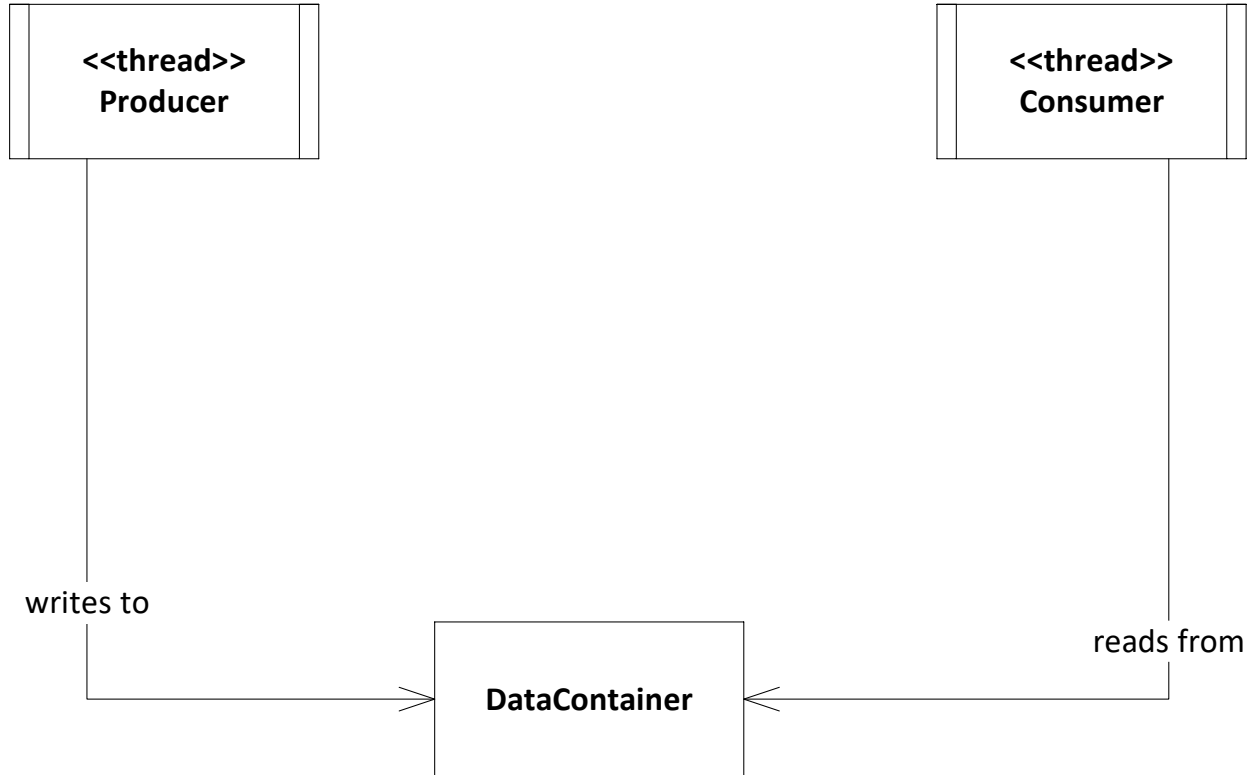 <<thread>>
Producer
<<thread>>
Consumer
writes to
reads from
DataContainer